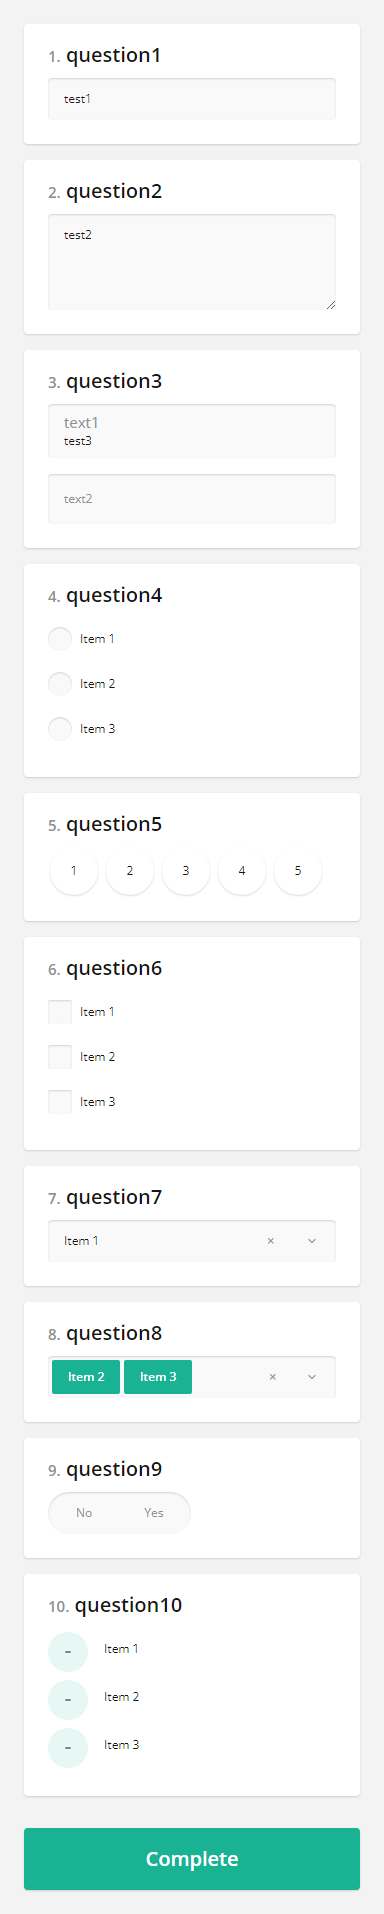 1. question1
test1
2. question2
test2
3. question3
text1
test3
text2
4. question4
Item 1
Item 2
Item 3
5. question5
1 2 3 4 5
6. question6
Item 1
Item 2
Item 3
7. question7
Item 1
8. question8
Item 2 Item 3
9. question9
No Yes
10. question10
- Item 1
- Item 2
- Item 3
Complete